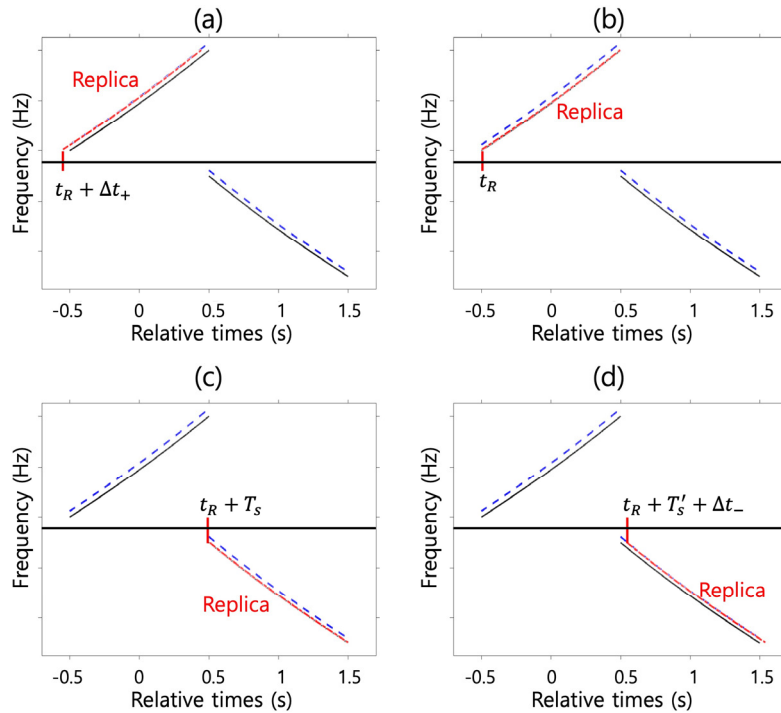 (a)
Frequency (Hz)
Replica
t_R + Δt_+
-0.5 0 0.5 1 1.5
Relative times (s)
(b)
Frequency (Hz)
Replica
t_R
-0.5 0 0.5 1 1.5
Relative times (s)
(c)
Frequency (Hz)
t_R + T_s
Replica
-0.5 0 0.5 1 1.5
Relative times (s)
(d)
Frequency (Hz)
t_R + T_s′ + Δt_−
Replica
-0.5 0 0.5 1 1.5
Relative times (s)